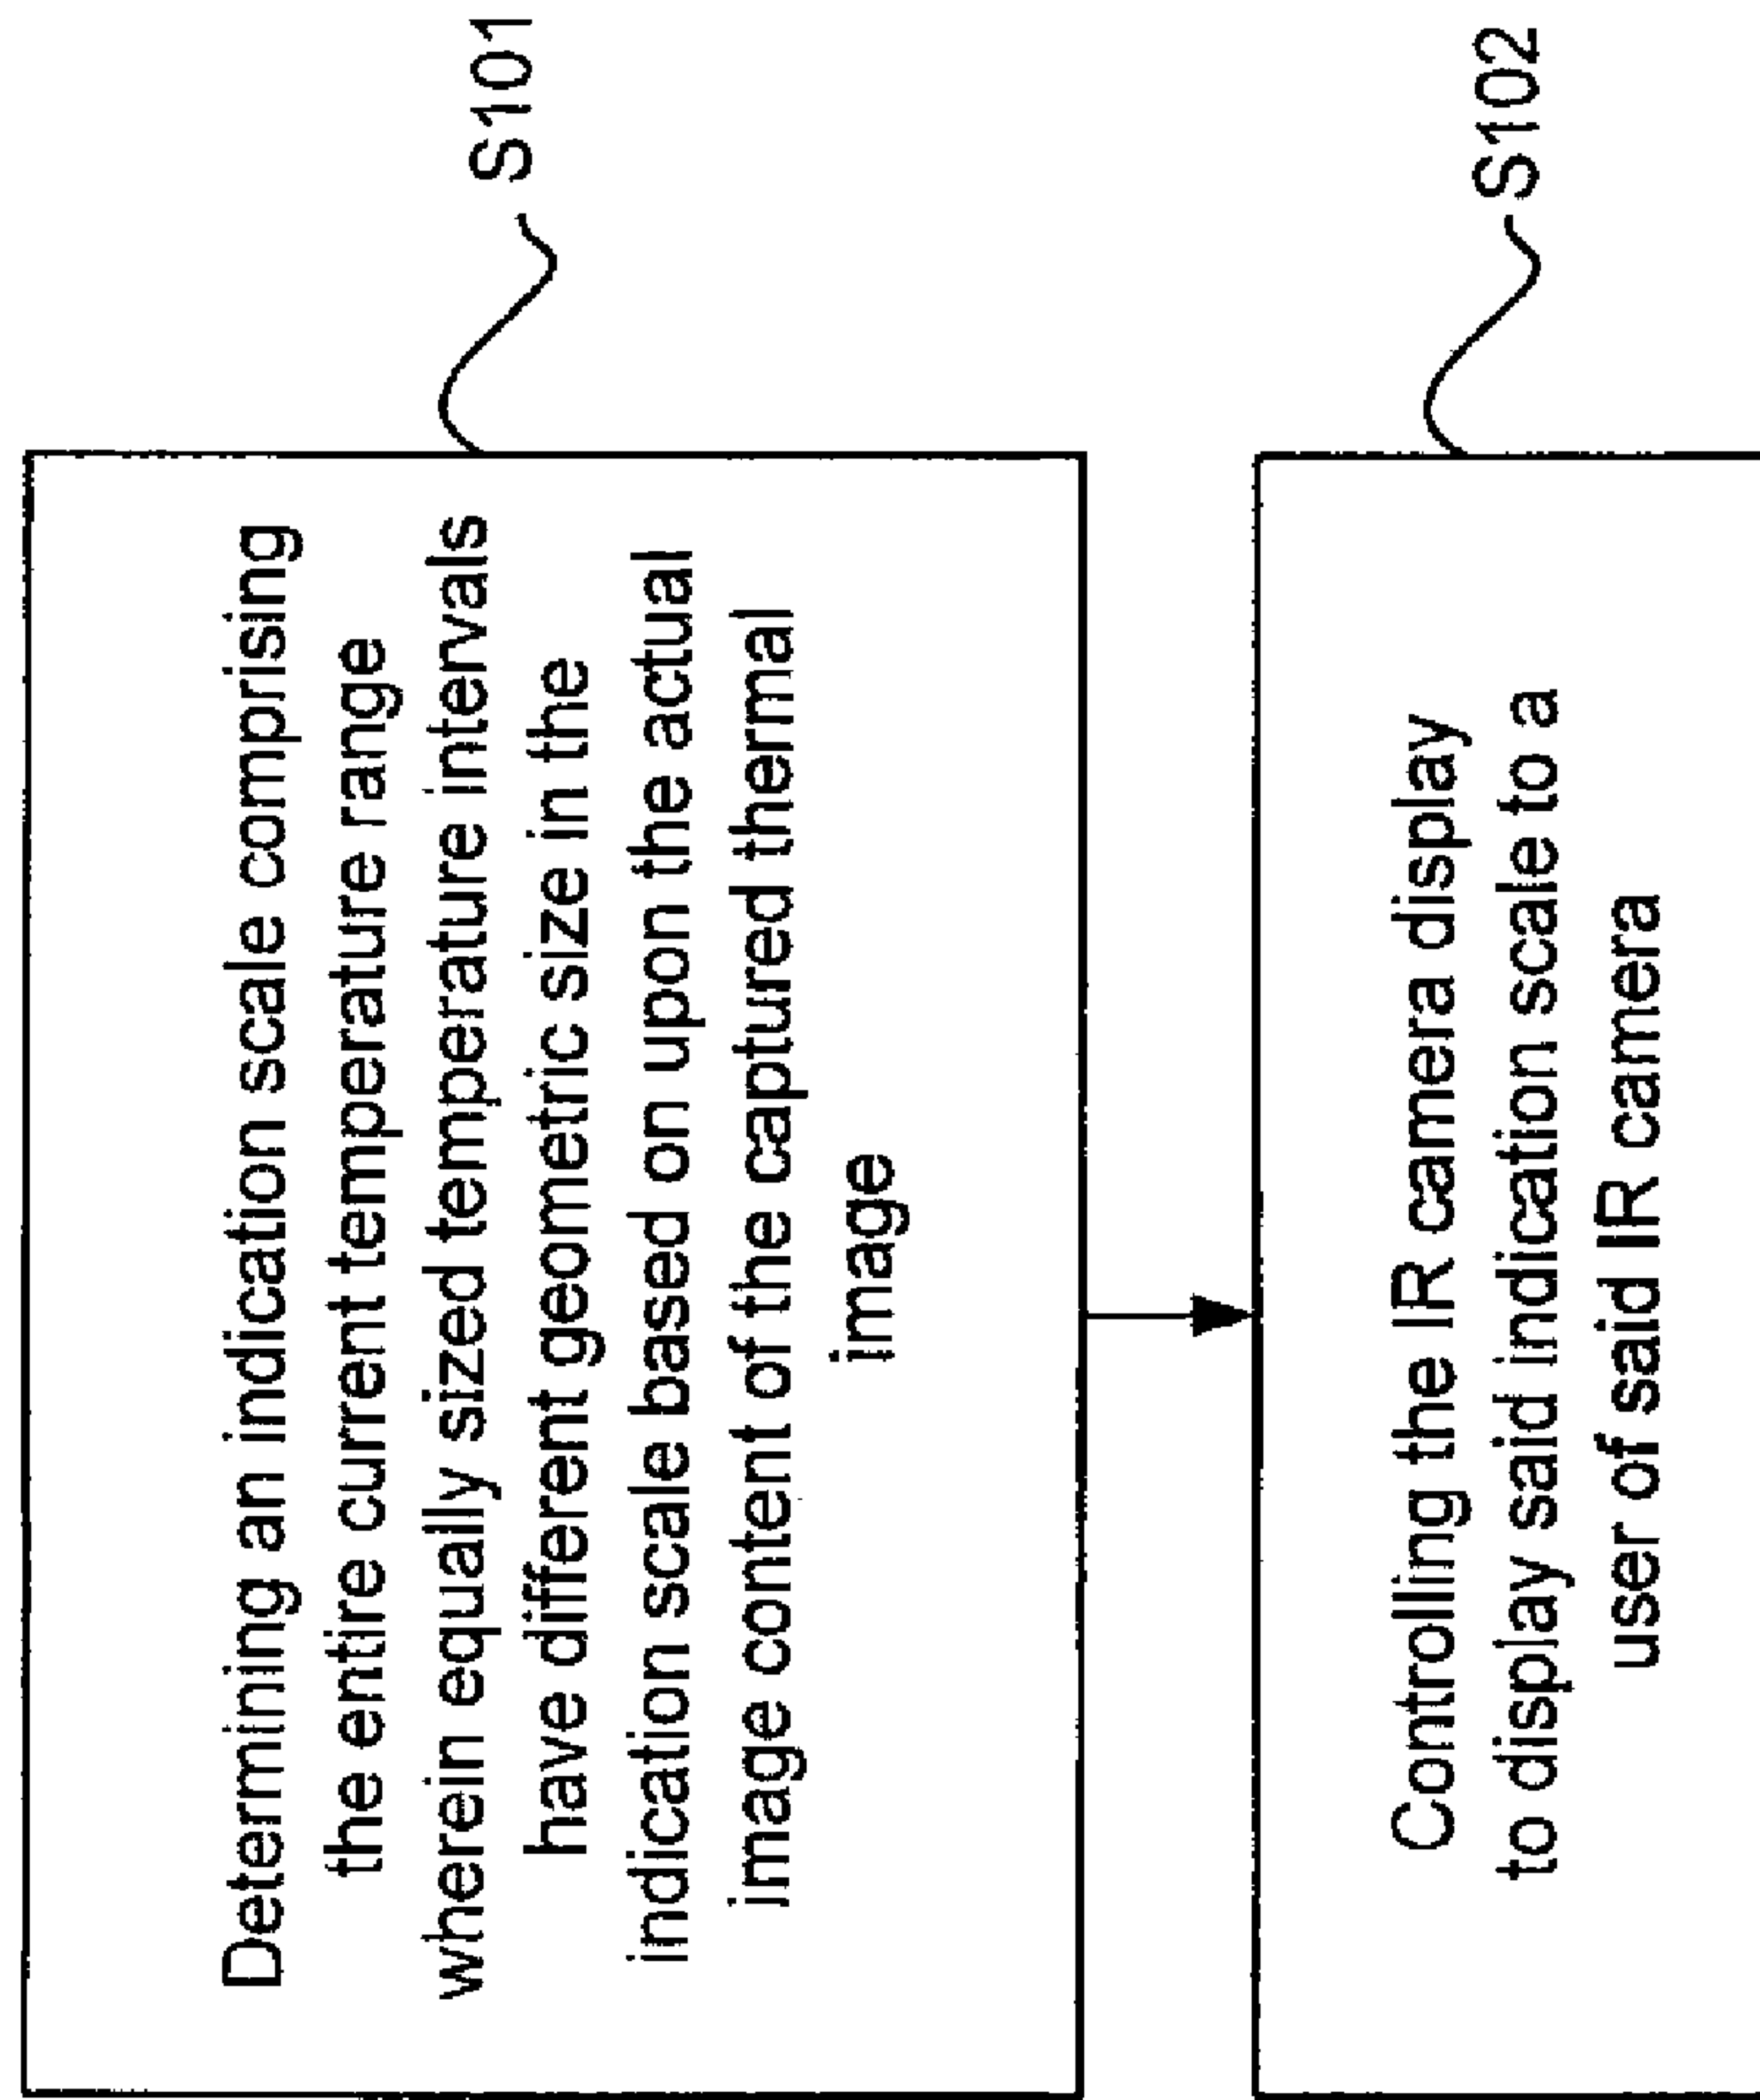 Determining an indication scale comprising
the entire current temperature range
wherein equally sized temperature intervals
have different geometric size in the
indication scale based on upon the actual
image content of the captured thermal
image
S101
Controlling the IR camera display
to display said indication scale to a
user of said IR camera
S102